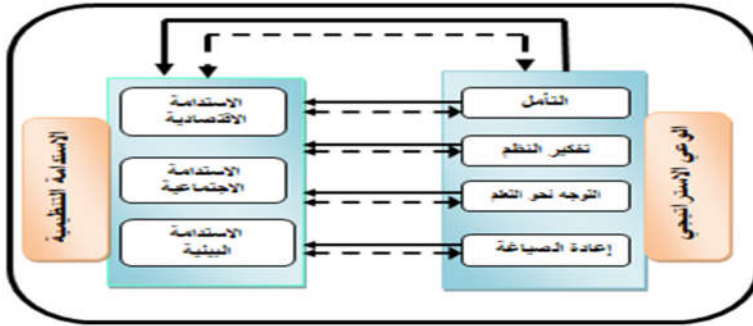 الوعي الاستراتيجي
التأمل
تفكير النظم
التوجه نحو التعلم
إعادة الصياغة
الاستدامة
الاقتصادية
الاستدامة
الاجتماعية
الاستدامة
البيئية
الاستدامة التنظيمية